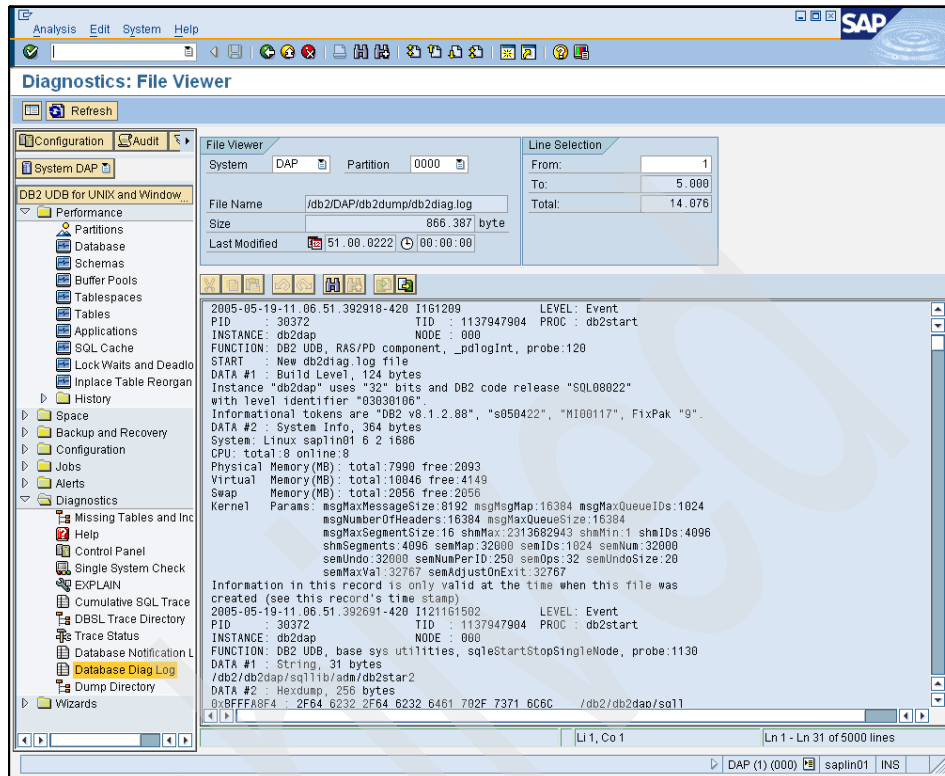 Analysis Edit System Help
SAP
Diagnostics: File Viewer
Refresh
Configuration Audit
System DAP
DB2 UDB for UNIX and Window...
Performance
Partitions
Database
Schemas
Buffer Pools
Tablespaces
Tables
Applications
SQL Cache
Lock Waits and Deadlo
Inplace Table Reorgan
History
Space
Backup and Recovery
Configuration
Jobs
Alerts
Diagnostics
Missing Tables and Inc
Help
Control Panel
Single System Check
EXPLAIN
Cumulative SQL Trace
DBSL Trace Directory
Trace Status
Database Notification L
Database Diag Log
Dump Directory
Wizards
File Viewer
System DAP Partition 0000
File Name /db2/DAP/db2dump/db2diag.log
Size 866.387 byte
Last Modified 51.00.0222 00:00:00
Line Selection
From: 1
To: 5.000
Total: 14.076
2005-05-19-11.06.51.392918-420 I1G1209 LEVEL: Event
PID : 30372 TID : 1137947904 PROC : db2start
INSTANCE: db2dap NODE : 000
FUNCTION: DB2 UDB, RAS/PD component, _pdlogInt, probe:120
START : New db2diag.log file
DATA #1 : Build Level, 124 bytes
Instance "db2dap" uses "32" bits and DB2 code release "SQL08022"
with level identifier "03030106".
Informational tokens are "DB2 v8.1.2.88", "s050422", "MI00117", FixPak "9".
DATA #2 : System Info, 364 bytes
System: Linux saplin01 6 2 i686
CPU: total:8 online:8
Physical Memory(MB): total:7990 free:2093
Virtual Memory(MB): total:10046 free:4149
Swap Memory(MB): total:2056 free:2056
Kernel Params: msgMaxMessageSize:8192 msgMsgMap:16384 msgMaxQueueIDs:1024
msgNumberOfHeaders:16384 msgMaxQueueSize:16384
msgMaxSegmentSize:16 shmMax:2313682943 shmMin:1 shmIDs:4096
shmSegments:4096 semMap:32000 semIDs:1024 semNum:32000
semUndo:32000 semNumPerID:250 semOps:32 semUndoSize:20
semMaxVal:32767 semAdjustOnExit:32767
Information in this record is only valid at the time when this file was
created (see this record's time stamp)
2005-05-19-11.06.51.392691-420 I1211G1502 LEVEL: Event
PID : 30372 TID : 1137947904 PROC : db2start
INSTANCE: db2dap NODE : 000
FUNCTION: DB2 UDB, base sys utilities, sqleStartStopSingleNode, probe:1130
DATA #1 : String, 31 bytes
/db2/db2dap/sqllib/adm/db2star2
DATA #2 : Hexdump, 256 bytes
0xBFFFA8F4 : 2F64 6232 2F64 6232 6461 702F 7371 6C6C /db2/db2dap/sqll
Li 1, Co 1 Ln 1 - Ln 31 of 5000 lines
DAP (1) (000) saplin01 INS